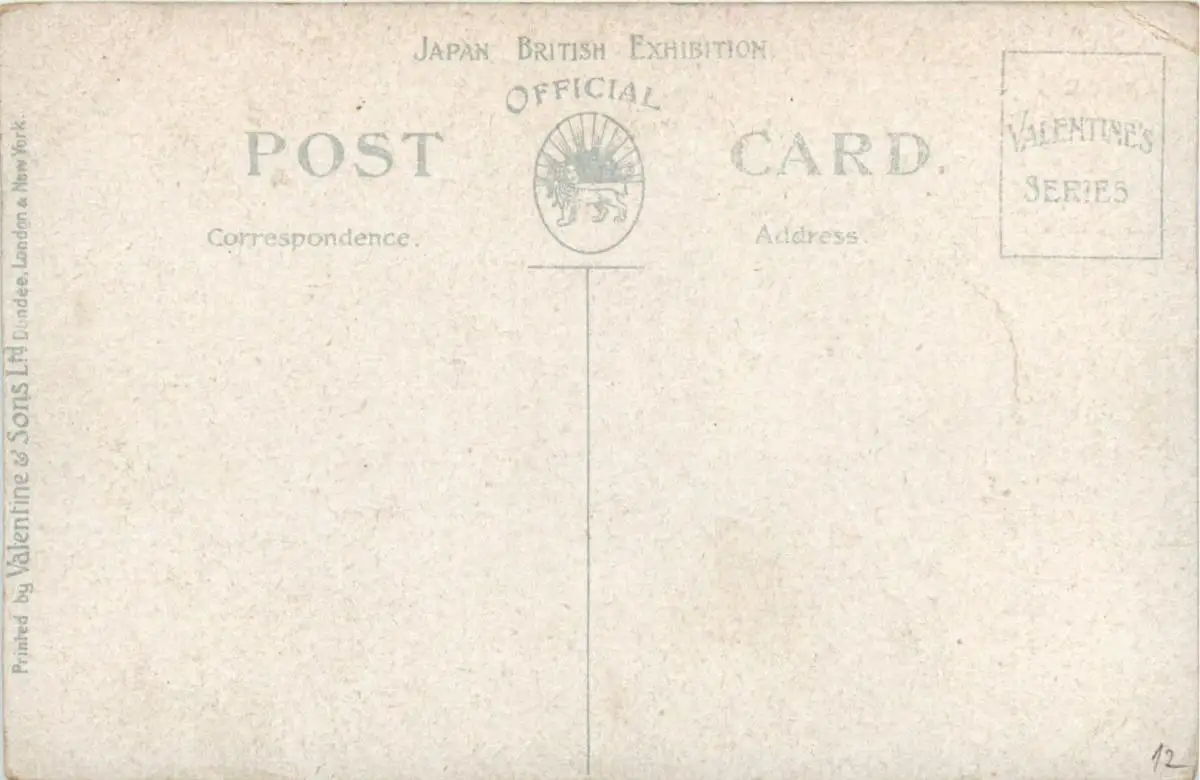 JAPAN BRITISH EXHIBITION.
OFFICIAL
POST CARD.
VALENTINE'S
SERIES
Correspondence.
Address.
Printed by Valentine & Sons Ltd Dundee, London & New York.
12